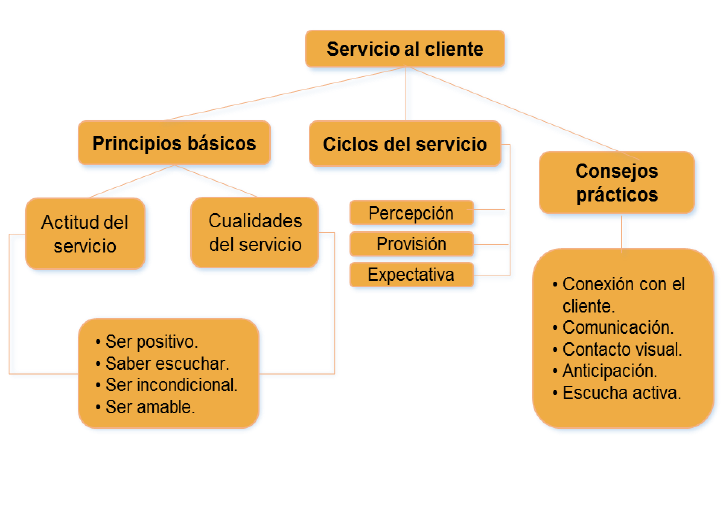 Servicio al cliente
Principios básicos
Ciclos del servicio
Consejos
prácticos
Actitud del
servicio
Cualidades
del servicio
Percepción
Provisión
Expectativa
• Ser positivo.
• Saber escuchar.
• Ser incondicional.
• Ser amable.
• Conexión con el
cliente.
• Comunicación.
• Contacto visual.
• Anticipación.
• Escucha activa.